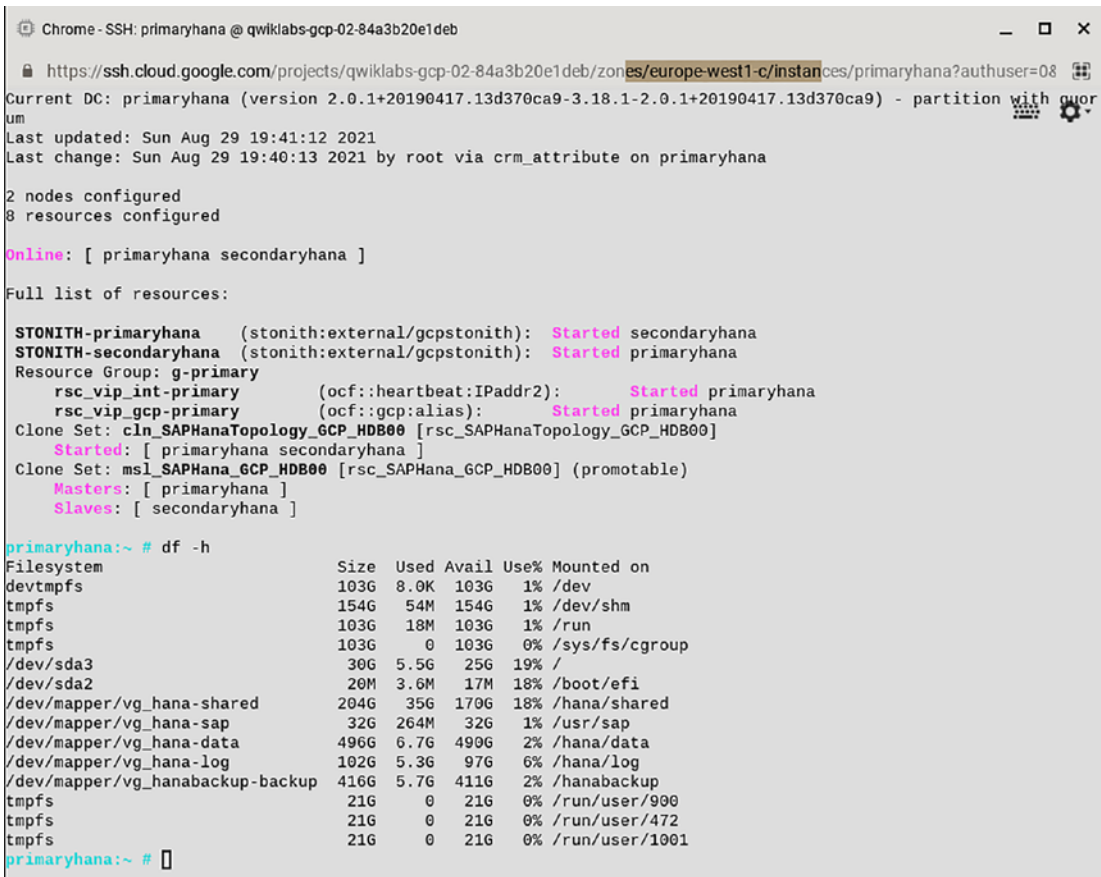 Chrome - SSH: primaryhana @ qwiklabs-gcp-02-84a3b20e1deb
https://ssh.cloud.google.com/projects/qwiklabs-gcp-02-84a3b20e1deb/zones/europe-west1-c/instances/primaryhana?authuser=0&
Current DC: primaryhana (version 2.0.1+20190417.13d370ca9-3.18.1-2.0.1+20190417.13d370ca9) - partition with quor
um
Last updated: Sun Aug 29 19:41:12 2021
Last change: Sun Aug 29 19:40:13 2021 by root via crm_attribute on primaryhana
2 nodes configured
8 resources configured
Online: [ primaryhana secondaryhana ]
Full list of resources:
STONITH-primaryhana (stonith:external/gcpstonith): Started secondaryhana
STONITH-secondaryhana (stonith:external/gcpstonith): Started primaryhana
Resource Group: g-primary
rsc_vip_int-primary (ocf::heartbeat:IPaddr2): Started primaryhana
rsc_vip_gcp-primary (ocf::gcp:alias): Started primaryhana
Clone Set: cln_SAPHanaTopology_GCP_HDB00 [rsc_SAPHanaTopology_GCP_HDB00]
Started: [ primaryhana secondaryhana ]
Clone Set: msl_SAPHana_GCP_HDB00 [rsc_SAPHana_GCP_HDB00] (promotable)
Masters: [ primaryhana ]
Slaves: [ secondaryhana ]
primaryhana:~ # df -h
Filesystem Size Used Avail Use% Mounted on
devtmpfs 103G 8.0K 103G 1% /dev
tmpfs 154G 54M 154G 1% /dev/shm
tmpfs 103G 18M 103G 1% /run
tmpfs 103G 0 103G 0% /sys/fs/cgroup
/dev/sda3 30G 5.5G 25G 19% /
/dev/sda2 20M 3.6M 17M 18% /boot/efi
/dev/mapper/vg_hana-shared 204G 35G 170G 18% /hana/shared
/dev/mapper/vg_hana-sap 32G 264M 32G 1% /usr/sap
/dev/mapper/vg_hana-data 496G 6.7G 490G 2% /hana/data
/dev/mapper/vg_hana-log 102G 5.3G 97G 6% /hana/log
/dev/mapper/vg_hanabackup-backup 416G 5.7G 411G 2% /hanabackup
tmpfs 21G 0 21G 0% /run/user/900
tmpfs 21G 0 21G 0% /run/user/472
tmpfs 21G 0 21G 0% /run/user/1001
primaryhana:~ #